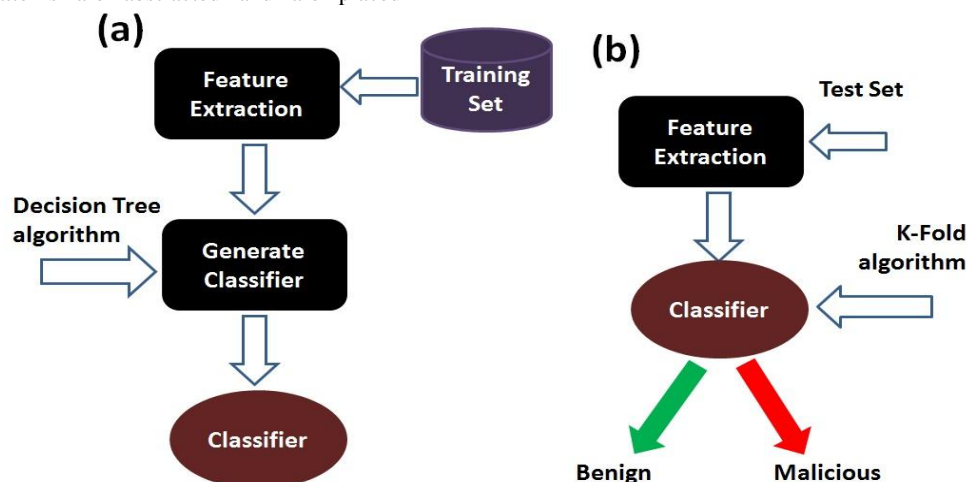 (a)
Feature
Extraction
Training
Set
Decision Tree
algorithm
Generate
Classifier
Classifier
(b)
Test Set
Feature
Extraction
K-Fold
algorithm
Classifier
Benign
Malicious